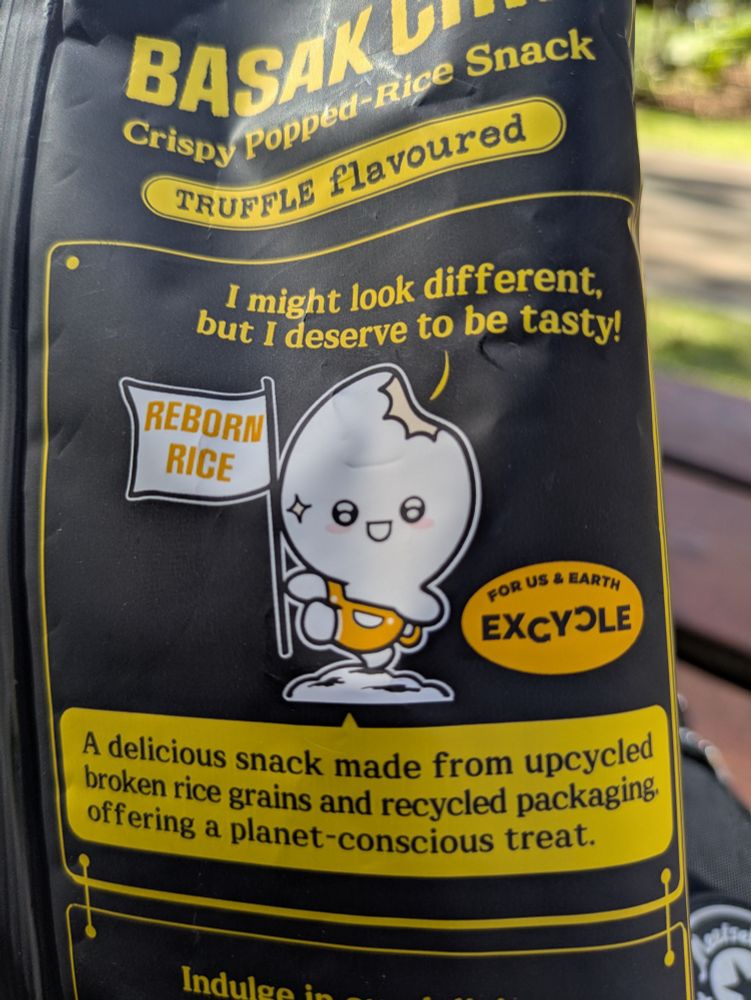 BASAK
Crispy Popped-Rice Snack
TRUFFLE flavoured
I might look different,
but I deserve to be tasty!
REBORN
RICE
FOR US & EARTH
EXCYCLE
A delicious snack made from upcycled
broken rice grains and recycled packaging,
offering a planet-conscious treat.
Indulge in